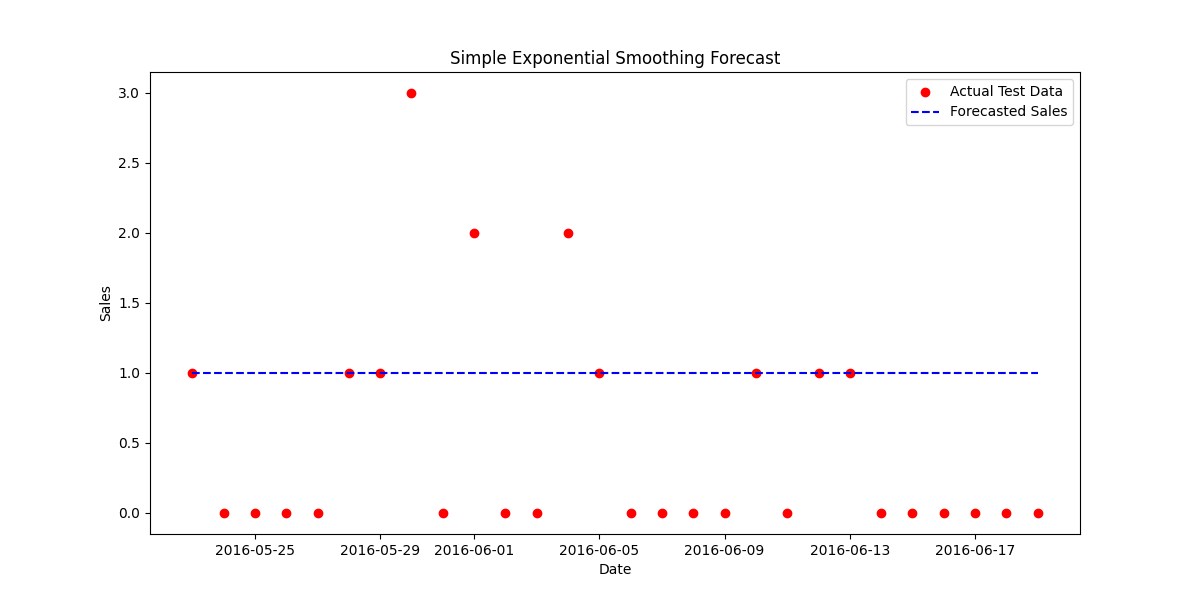 Simple Exponential Smoothing Forecast
Actual Test Data
Forecasted Sales
3.0
2.5
2.0
1.5
1.0
0.5
0.0
Sales
2016-05-25 2016-05-29 2016-06-01 2016-06-05 2016-06-09 2016-06-13 2016-06-17
Date